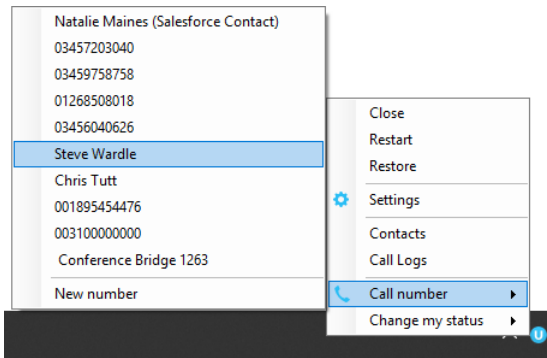 Natalie Maines (Salesforce Contact)
03457203040
03459758758
01268508018
03456040626
Steve Wardle
Chris Tutt
001895454476
003100000000
Conference Bridge 1263
New number
Close
Restart
Restore
Settings
Contacts
Call Logs
Call number
Change my status
U